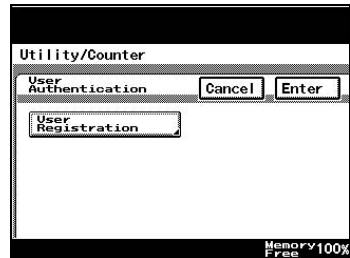 Utility/Counter
User
Authentication
Cancel
Enter
User
Registration
Memory
Free
100%